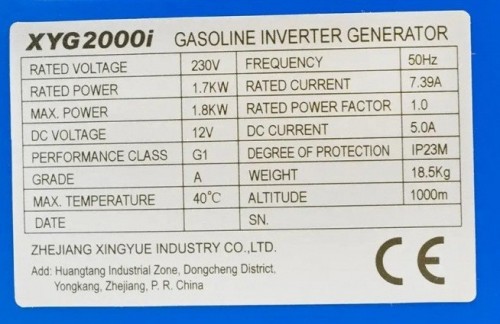 XYG2000i GASOLINE INVERTER GENERATOR
RATED VOLTAGE 230V FREQUENCY 50Hz
RATED POWER 1.7KW RATED CURRENT 7.39A
MAX. POWER 1.8KW RATED POWER FACTOR 1.0
DC VOLTAGE 12V DC CURRENT 5.0A
PERFORMANCE CLASS G1 DEGREE OF PROTECTION IP23M
GRADE A WEIGHT 18.5Kg
MAX. TEMPERATURE 40℃ ALTITUDE 1000m
DATE SN.
ZHEJIANG XINGYUE INDUSTRY CO.,LTD.
Add: Huangtang Industrial Zone, Dongcheng District,
Yongkang, Zhejiang, P. R. China
CE